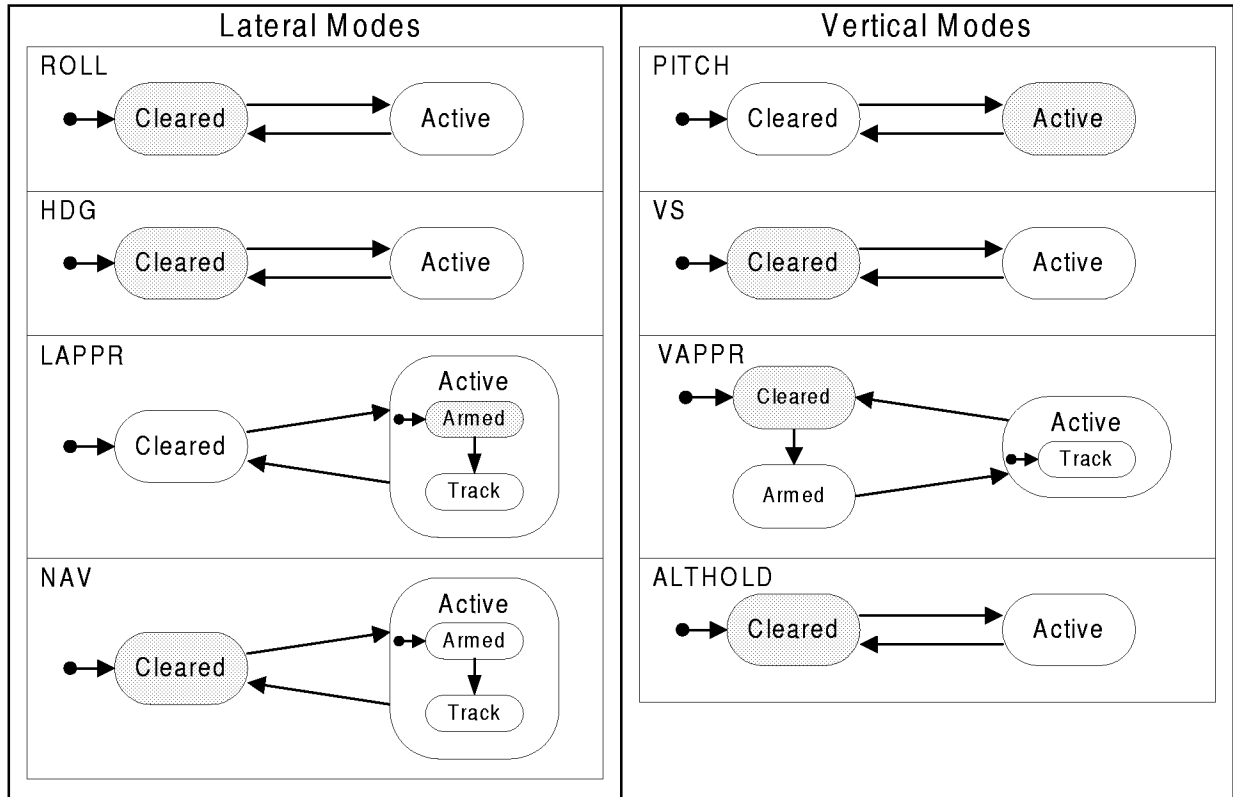 Lateral Modes
ROLL
Cleared
Active
HDG
Cleared
Active
LAPPR
Cleared
Active
Armed
Track
NAV
Cleared
Active
Armed
Track
Vertical Modes
PITCH
Cleared
Active
VS
Cleared
Active
VAPPR
Cleared
Armed
Active
Track
ALTHOLD
Cleared
Active